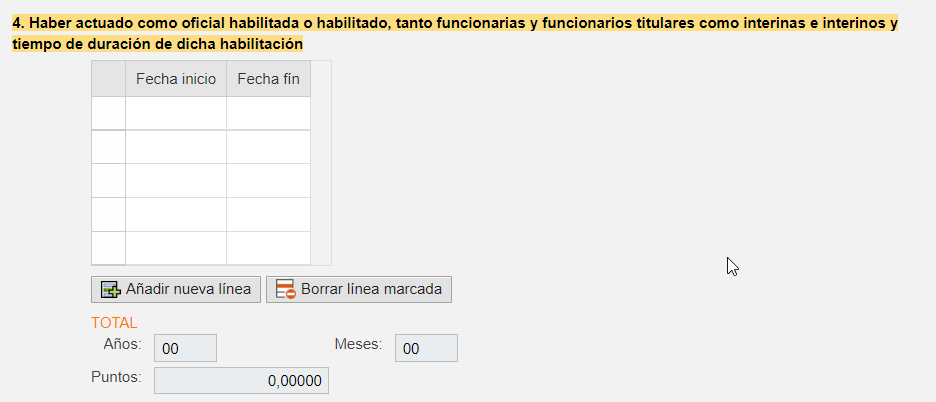 4. Haber actuado como oficial habilitada o habilitado, tanto funcionarias y funcionarios titulares como interinas e interinos y
tiempo de duración de dicha habilitación
Fecha inicio Fecha fín
Añadir nueva línea Borrar línea marcada
TOTAL
Años: 00 Meses: 00
Puntos: 0,00000